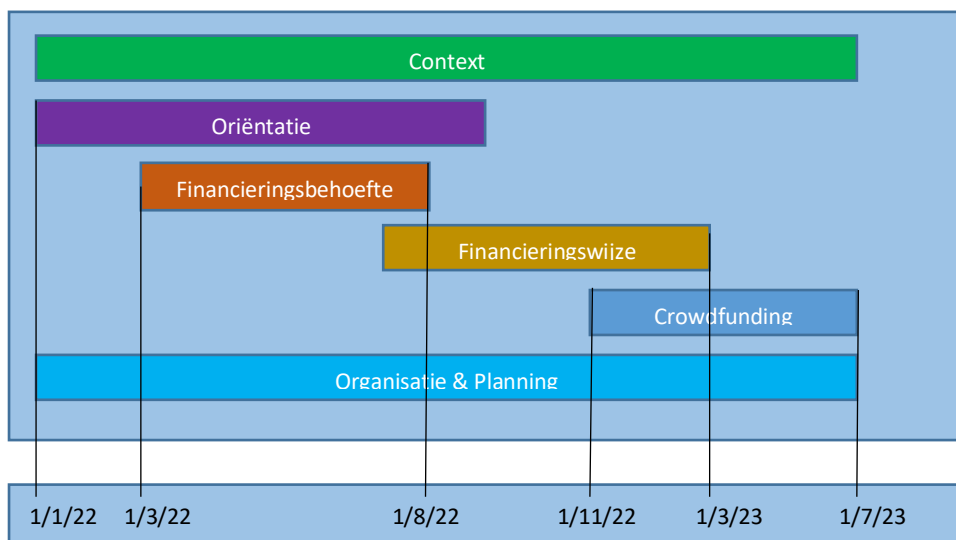 Context
Oriëntatie
Financieringsbehoefte
Financieringswijze
Crowdfunding
Organisatie & Planning
1/1/22 1/3/22 1/8/22 1/11/22 1/3/23 1/7/23